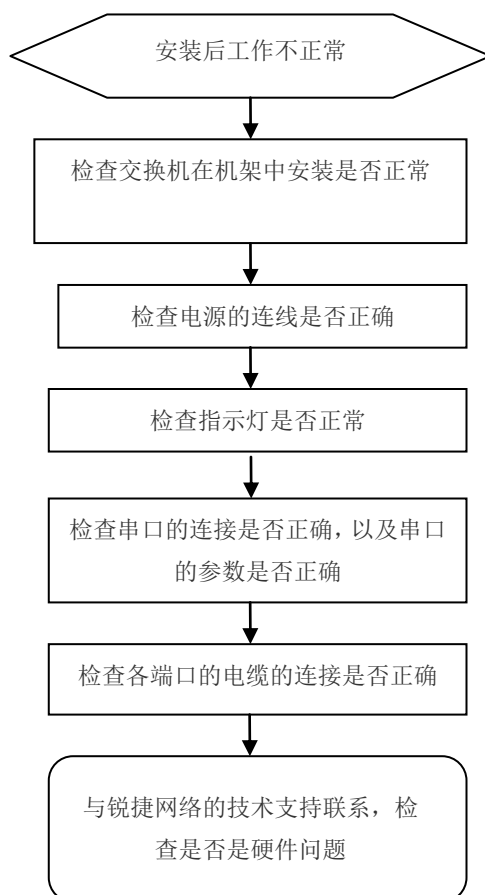 安装后工作不正常
检查交换机在机架中安装是否正常
检查电源的连线是否正确
检查指示灯是否正常
检查串口的连接是否正确，以及串口
的参数是否正确
检查各端口的电缆的连接是否正确
与锐捷网络的技术支持联系，检
查是否是硬件问题